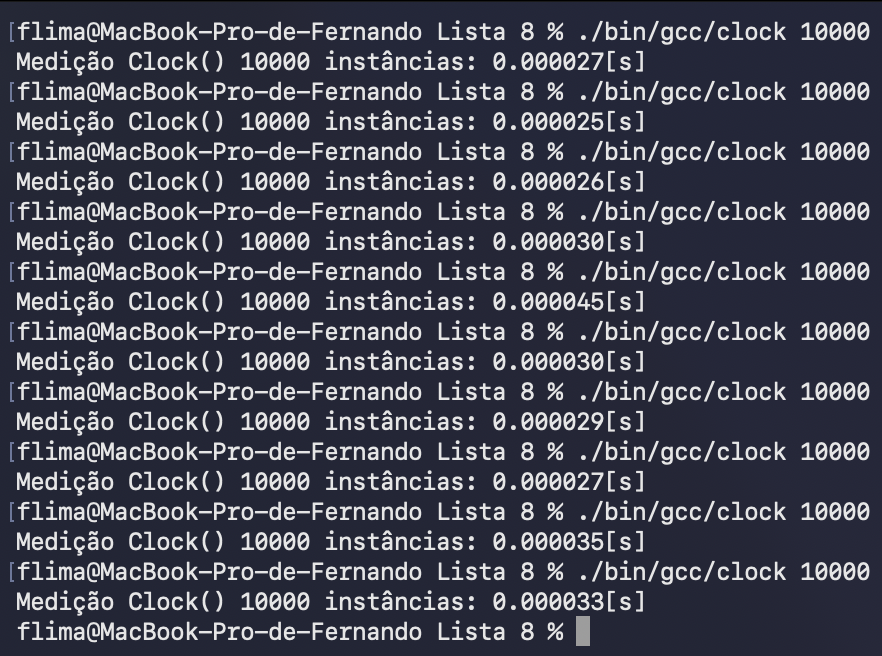 [flima@MacBook-Pro-de-Fernando Lista 8 % ./bin/gcc/clock 10000
Medição Clock() 10000 instâncias: 0.000027[s]
[flima@MacBook-Pro-de-Fernando Lista 8 % ./bin/gcc/clock 10000
Medição Clock() 10000 instâncias: 0.000025[s]
[flima@MacBook-Pro-de-Fernando Lista 8 % ./bin/gcc/clock 10000
Medição Clock() 10000 instâncias: 0.000026[s]
[flima@MacBook-Pro-de-Fernando Lista 8 % ./bin/gcc/clock 10000
Medição Clock() 10000 instâncias: 0.000030[s]
[flima@MacBook-Pro-de-Fernando Lista 8 % ./bin/gcc/clock 10000
Medição Clock() 10000 instâncias: 0.000045[s]
[flima@MacBook-Pro-de-Fernando Lista 8 % ./bin/gcc/clock 10000
Medição Clock() 10000 instâncias: 0.000030[s]
[flima@MacBook-Pro-de-Fernando Lista 8 % ./bin/gcc/clock 10000
Medição Clock() 10000 instâncias: 0.000029[s]
[flima@MacBook-Pro-de-Fernando Lista 8 % ./bin/gcc/clock 10000
Medição Clock() 10000 instâncias: 0.000027[s]
[flima@MacBook-Pro-de-Fernando Lista 8 % ./bin/gcc/clock 10000
Medição Clock() 10000 instâncias: 0.000035[s]
[flima@MacBook-Pro-de-Fernando Lista 8 % ./bin/gcc/clock 10000
Medição Clock() 10000 instâncias: 0.000033[s]
flima@MacBook-Pro-de-Fernando Lista 8 %